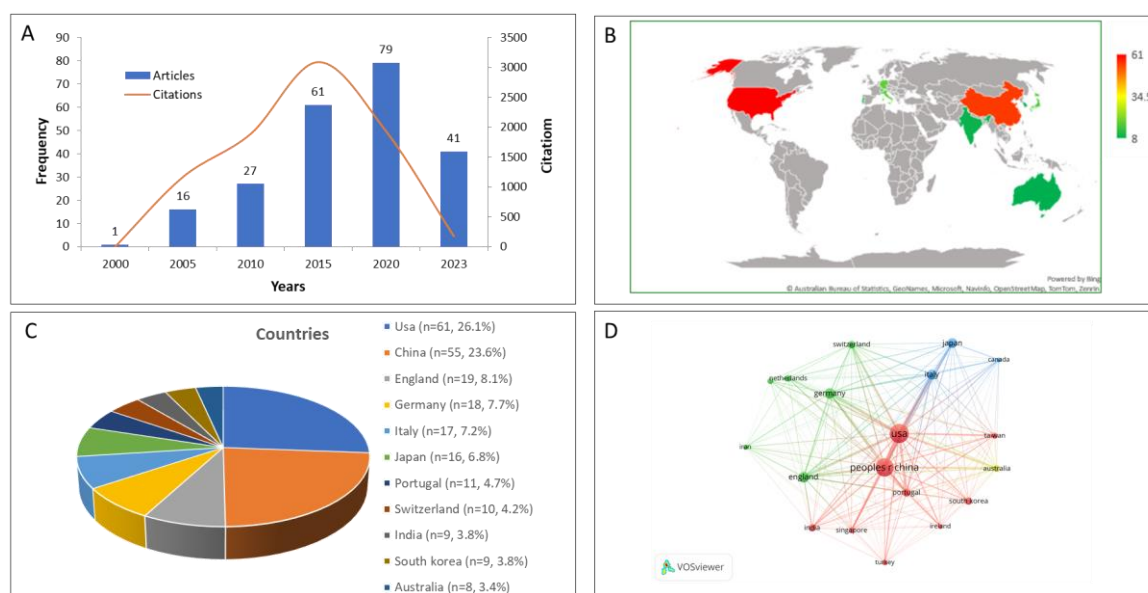 A
90
80
70
60
50
40
30
20
10
0
Frequency
Articles
Citations
1
16
27
61
79
41
3500
3000
2500
2000
1500
1000
500
0
Citatiom
2000 2005 2010 2015 2020 2023
Years
B
61
34.5
8
Powered by Bing
© Australian Bureau of Statistics, GeoNames, Microsoft, Navinfo, OpenStreetMap, TomTom, Zenrin
C
Countries
Usa (n=61, 26.1%)
China (n=55, 23.6%)
England (n=19, 8.1%)
Germany (n=18, 7.7%)
Italy (n=17, 7.2%)
Japan (n=16, 6.8%)
Portugal (n=11, 4.7%)
Switzerland (n=10, 4.2%)
India (n=9, 3.8%)
South korea (n=9, 3.8%)
Australia (n=8, 3.4%)
D
switzerland
japan
canada
italy
netherlands
germany
usa
taiwan
iran
peoples r china
australia
england
portugal
south korea
india
singapore
ireland
turkey
VOSviewer